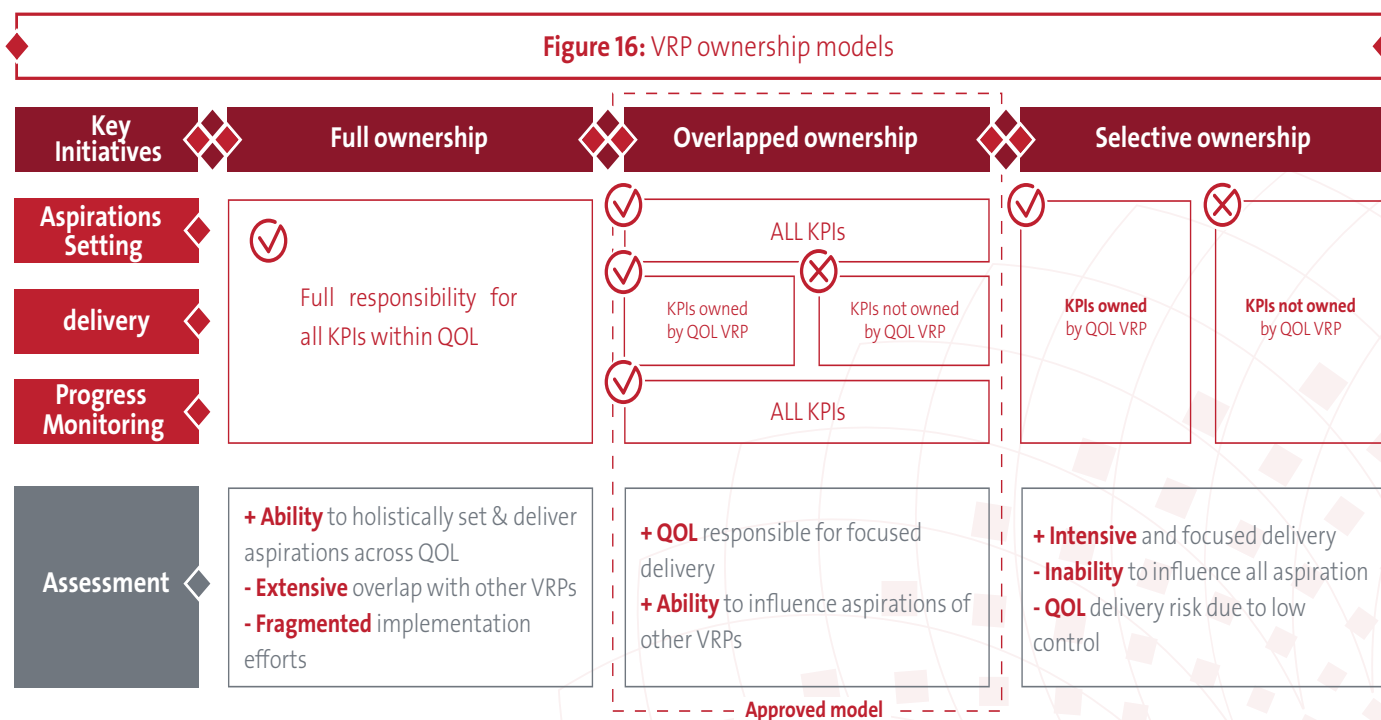 Figure 16: VRP ownership models
Key
Initiatives
Full ownership
Overlapped ownership
Selective ownership
Aspirations
Setting
delivery
Progress
Monitoring
Full responsibility for
all KPIs within QOL
ALL KPIs
KPIs owned
by QOL VRP
KPIs not owned
by QOL VRP
ALL KPIs
KPIs owned
by QOL VRP
KPIs not owned
by QOL VRP
Assessment
+ Ability to holistically set & deliver
aspirations across QOL
- Extensive overlap with other VRPs
- Fragmented implementation
efforts
+ QOL responsible for focused
delivery
+ Ability to influence aspirations of
other VRPs
+ Intensive and focused delivery
- Inability to influence all aspiration
- QOL delivery risk due to low
control
Approved model